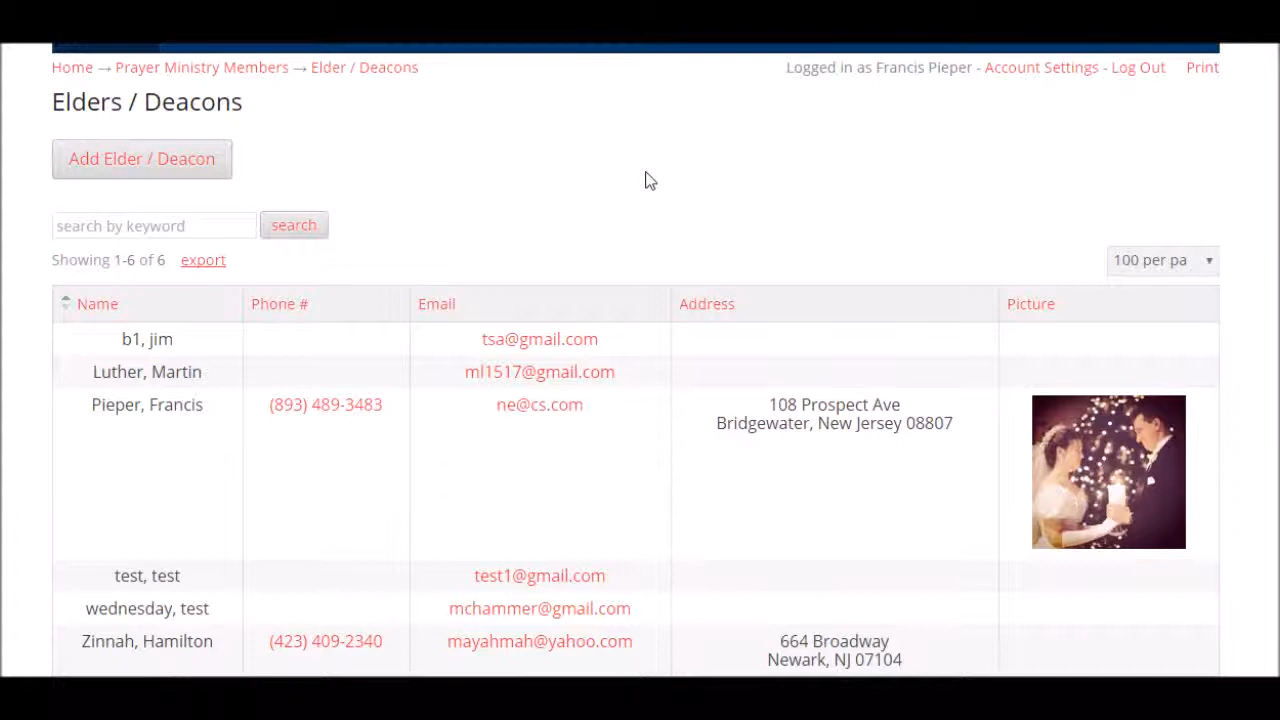 Home → Prayer Ministry Members → Elder / Deacons
Logged in as Francis Pieper - Account Settings - Log Out Print
Elders / Deacons
Add Elder / Deacon
search by keyword search
Showing 1-6 of 6 export
100 per pa
Name Phone # Email Address Picture
b1, jim tsa@gmail.com
Luther, Martin ml1517@gmail.com
Pieper, Francis (893) 489-3483 ne@cs.com 108 Prospect Ave
Bridgewater, New Jersey 08807
test, test test1@gmail.com
wednesday, test mchammer@gmail.com
Zinnah, Hamilton (423) 409-2340 mayahmah@yahoo.com 664 Broadway
Newark, NJ 07104